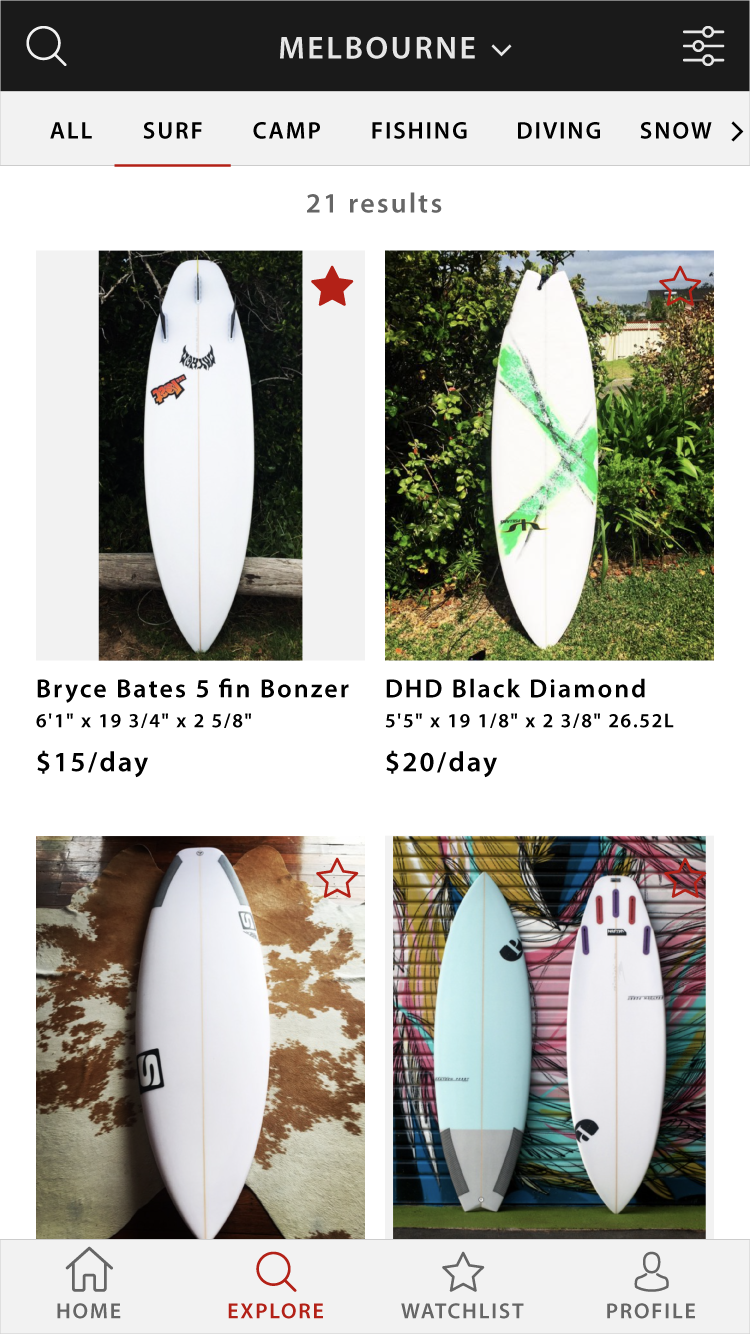 MELBOURNE
ALL SURF CAMP FISHING DIVING SNOW
21 results
Lost
Bryce Bates 5 fin Bonzer
6'1" x 19 3/4" x 2 5/8"
$15/day
DHD Black Diamond
5'5" x 19 1/8" x 2 3/8" 26.52L
$20/day
S
S
HOME EXPLORE WATCHLIST PROFILE